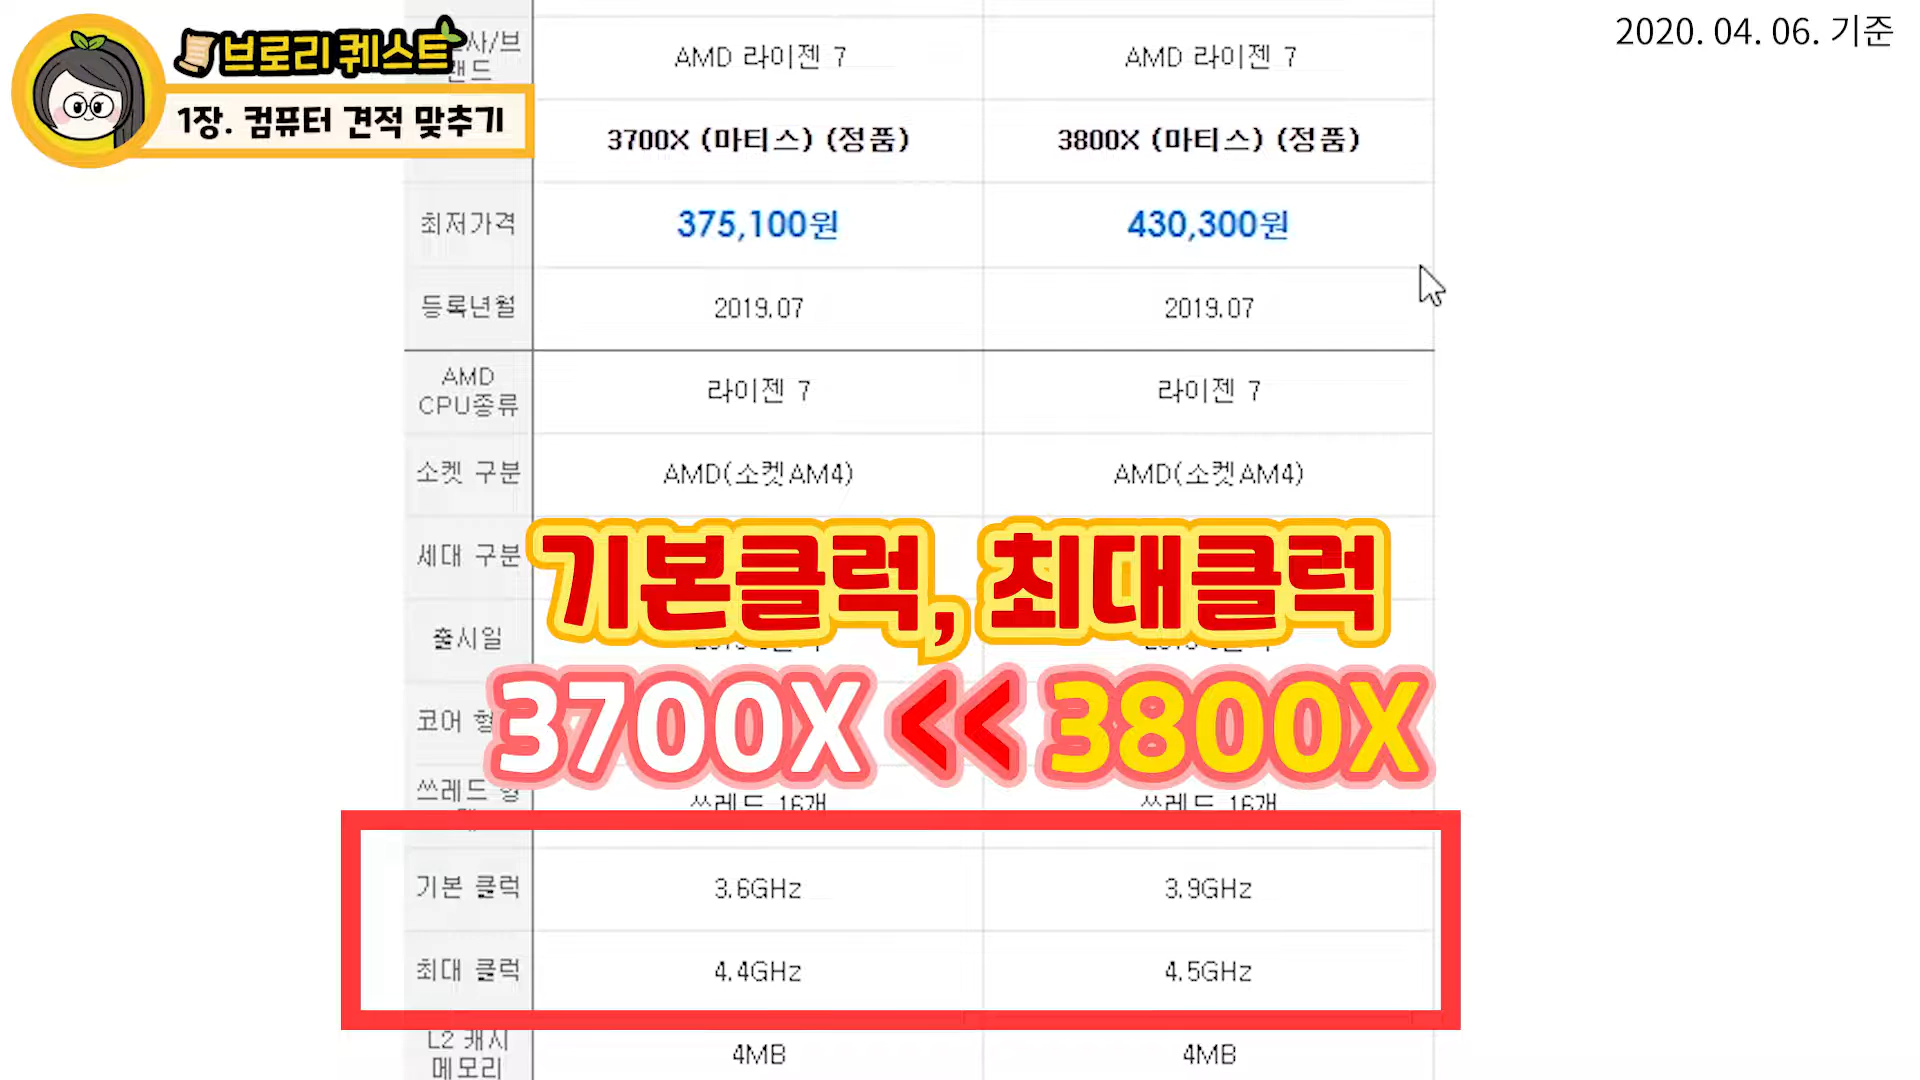 브로리 퀘스트
1장. 컴퓨터 견적 맞추기
2020. 04. 06. 기준
사/브
랜드
AMD 라이젠 7
AMD 라이젠 7
3700X (마티스) (정품)
3800X (마티스) (정품)
최저가격
375,100원
430,300원
등록년월
2019.07
2019.07
AMD
CPU종류
라이젠 7
라이젠 7
소켓 구분
AMD(소켓AM4)
AMD(소켓AM4)
세대 구분
기본클럭, 최대클럭
출시일
3700X << 3800X
코어 형
쓰레드 형
쓰레드 16개
쓰레드 16개
기본 클럭
3.6GHz
3.9GHz
최대 클럭
4.4GHz
4.5GHz
L2 캐시
메모리
4MB
4MB